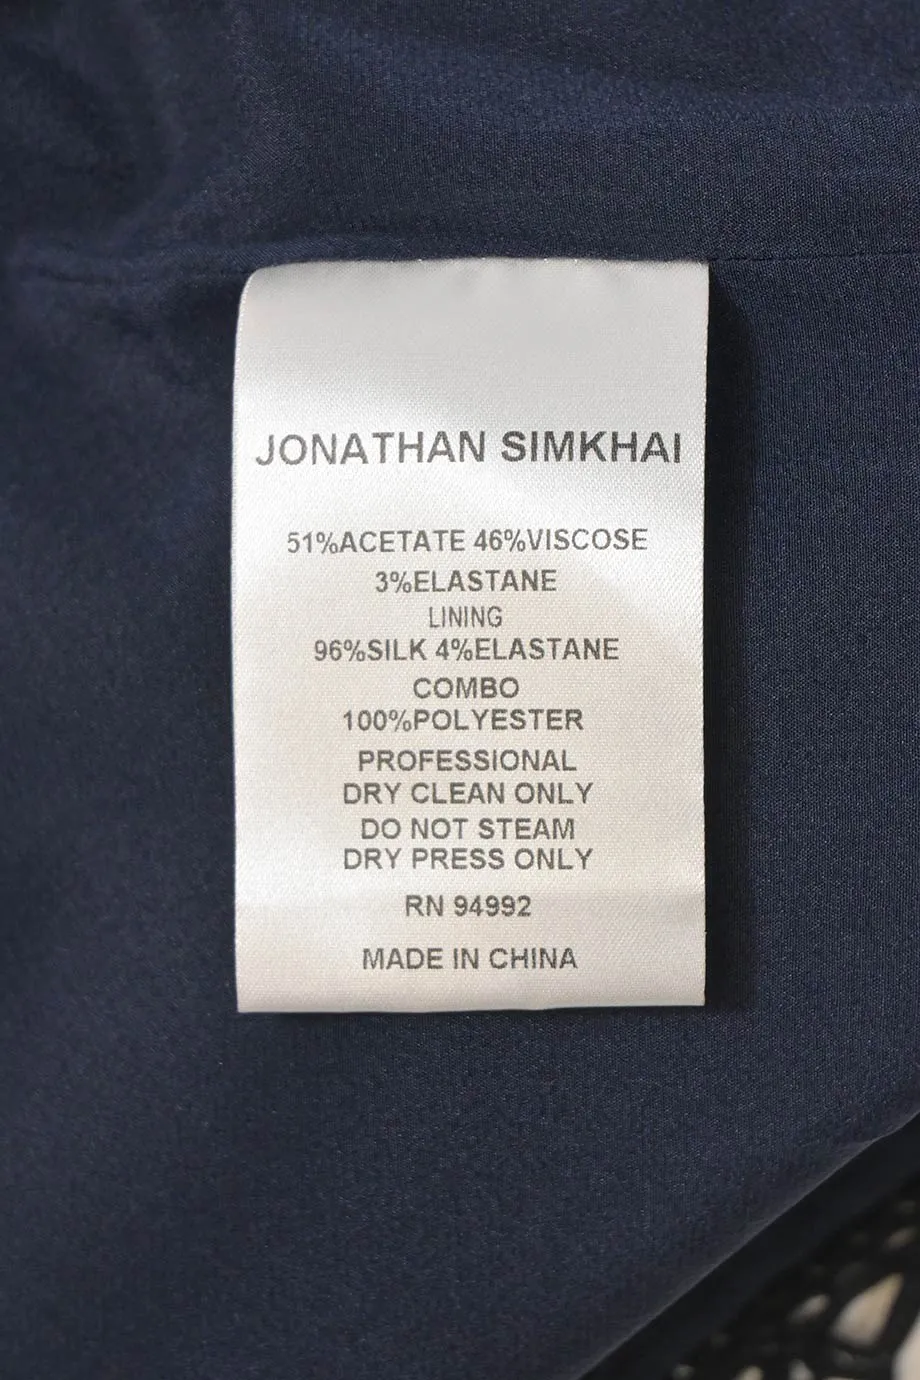 JONATHAN SIMKHAI
51%ACETATE 46%VISCOSE
3%ELASTANE
LINING
96%SILK 4%ELASTANE
COMBO
100%POLYESTER
PROFESSIONAL
DRY CLEAN ONLY
DO NOT STEAM
DRY PRESS ONLY
RN 94992
MADE IN CHINA